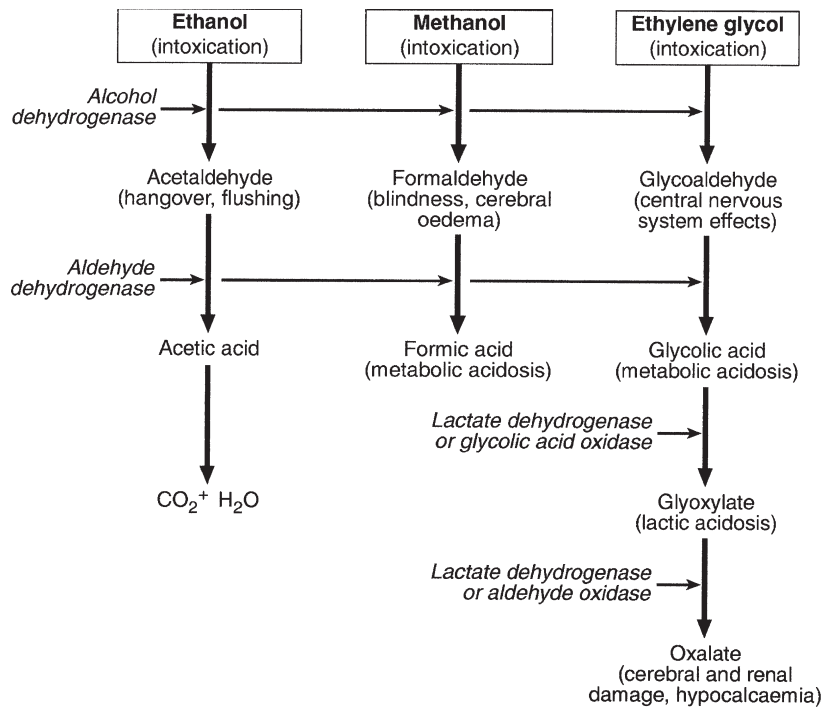 Ethanol
(intoxication)
Methanol
(intoxication)
Ethylene glycol
(intoxication)
Alcohol
dehydrogenase
Acetaldehyde
(hangover, flushing)
Formaldehyde
(blindness, cerebral
oedema)
Glycoaldehyde
(central nervous
system effects)
Aldehyde
dehydrogenase
Acetic acid
Formic acid
(metabolic acidosis)
Glycolic acid
(metabolic acidosis)
Lactate dehydrogenase
or glycolic acid oxidase
CO₂⁺ H₂O
Glyoxylate
(lactic acidosis)
Lactate dehydrogenase
or aldehyde oxidase
Oxalate
(cerebral and renal
damage, hypocalcaemia)